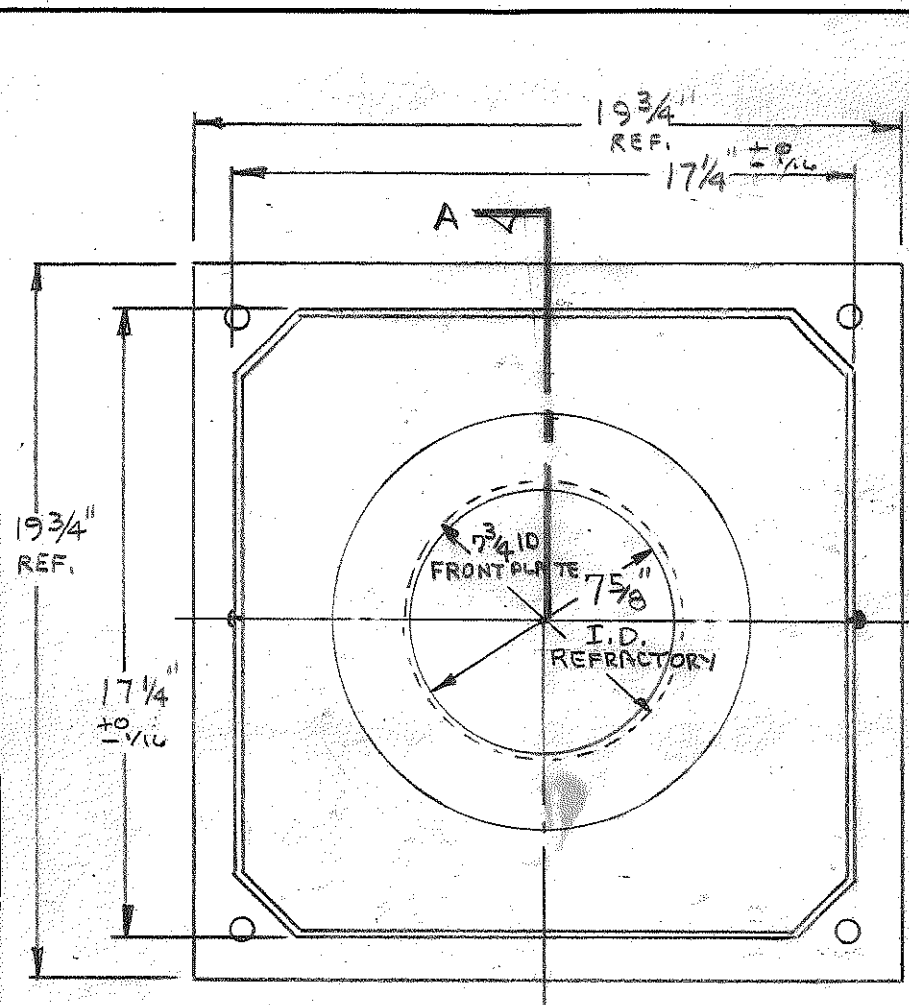 19 3/4"
REF.
17 1/4" +0 -1/16
A
7 3/4 ID
FRONT PLATE
7 5/8"
I.D.
REFRACTORY
19 3/4"
REF.
17 1/4"
+0
-1/16